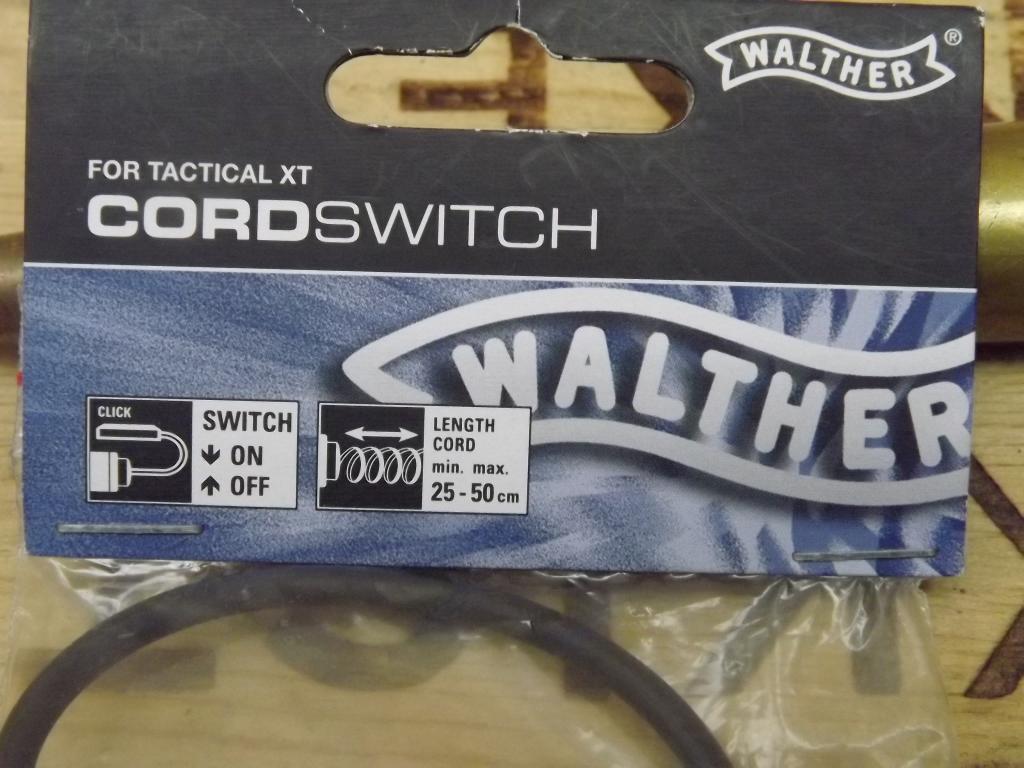 WALTHER®
FOR TACTICAL XT
CORDSWITCH
WALTHER
CLICK
SWITCH
↓ ON
↑ OFF
LENGTH
CORD
min. max.
25 - 50 cm